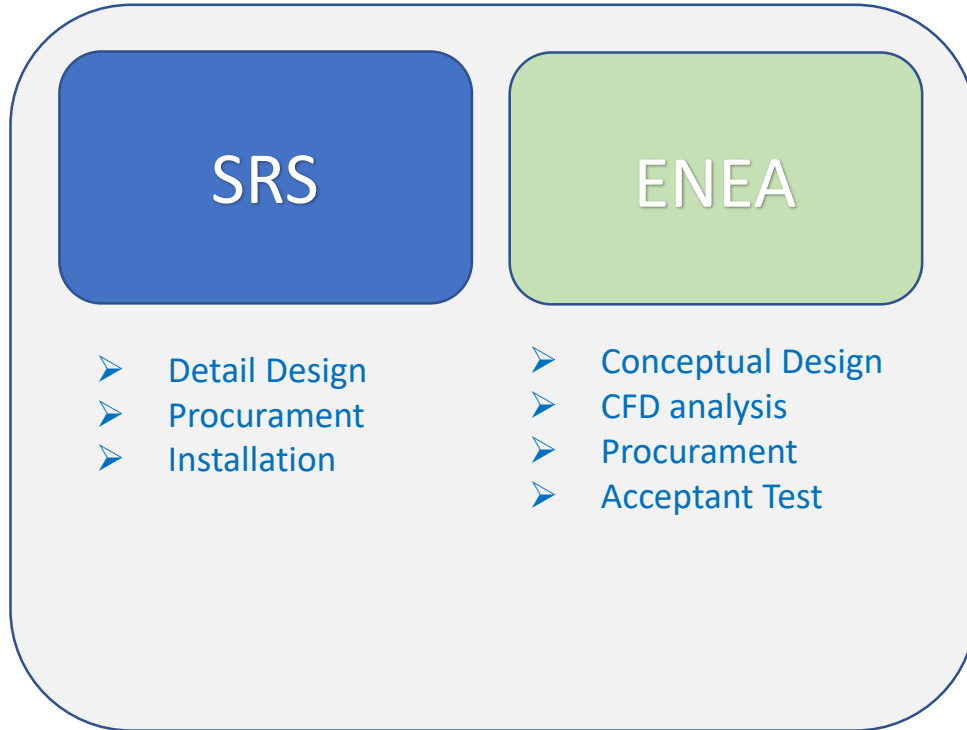 SRS
Detail Design
Procurament
Installation
ENEA
Conceptual Design
CFD analysis
Procurament
Acceptant Test